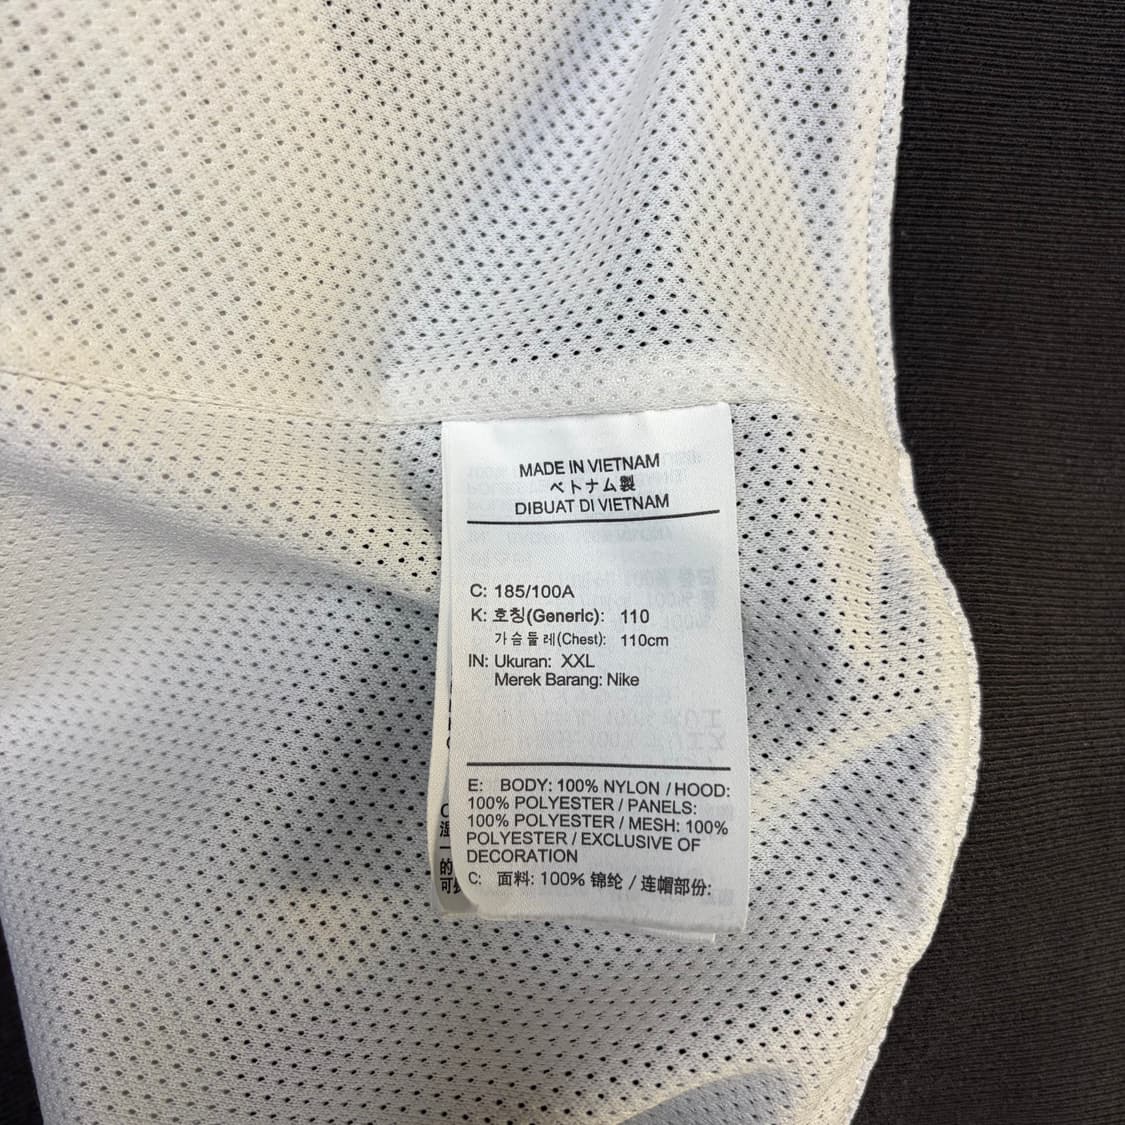 MADE IN VIETNAM
ベトナム製
DIBUAT DI VIETNAM
C: 185/100A
K: 호칭(Generic): 110
가슴둘레(Chest): 110cm
IN: Ukuran: XXL
Merek Barang: Nike
E: BODY: 100% NYLON / HOOD:
100% POLYESTER / PANELS:
100% POLYESTER / MESH: 100%
POLYESTER / EXCLUSIVE OF
DECORATION
C: 面料: 100% 锦纶 / 连帽部份:
的